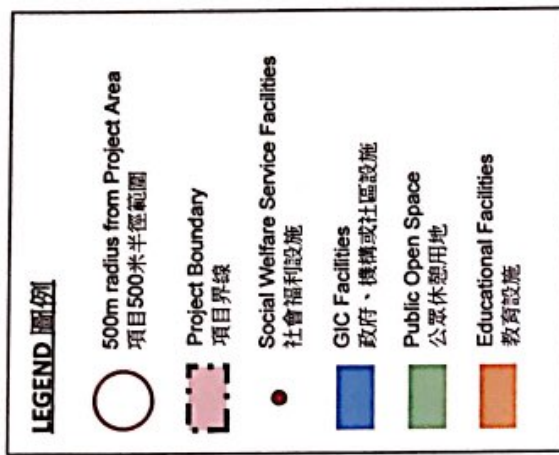 LEGEND 圖例
500m radius from Project Area
項目500米半徑範圍
Project Boundary
項目界線
Social Welfare Service Facilities
社會福利設施
GIC Facilities
政府、機構或社區設施
Public Open Space
公眾休憩用地
Educational Facilities
教育設施